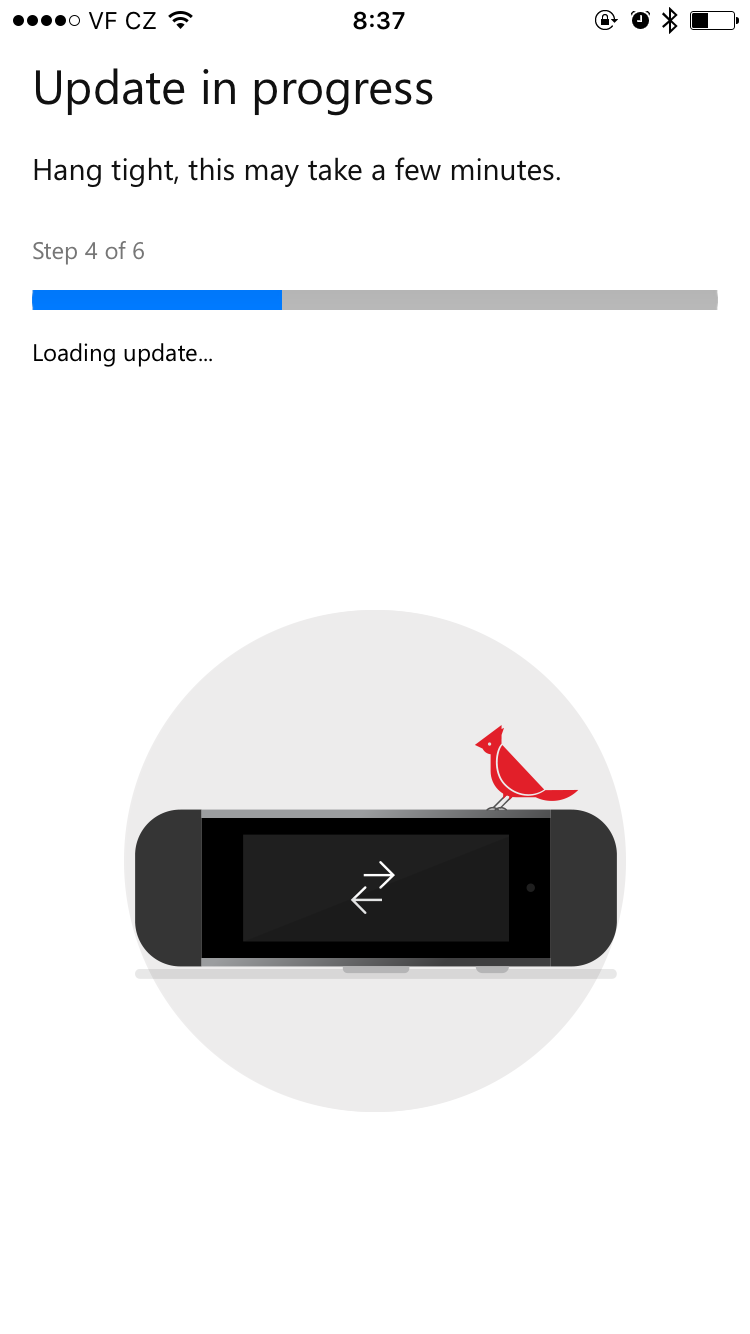 VF CZ 8:37
Update in progress
Hang tight, this may take a few minutes.
Step 4 of 6
Loading update...